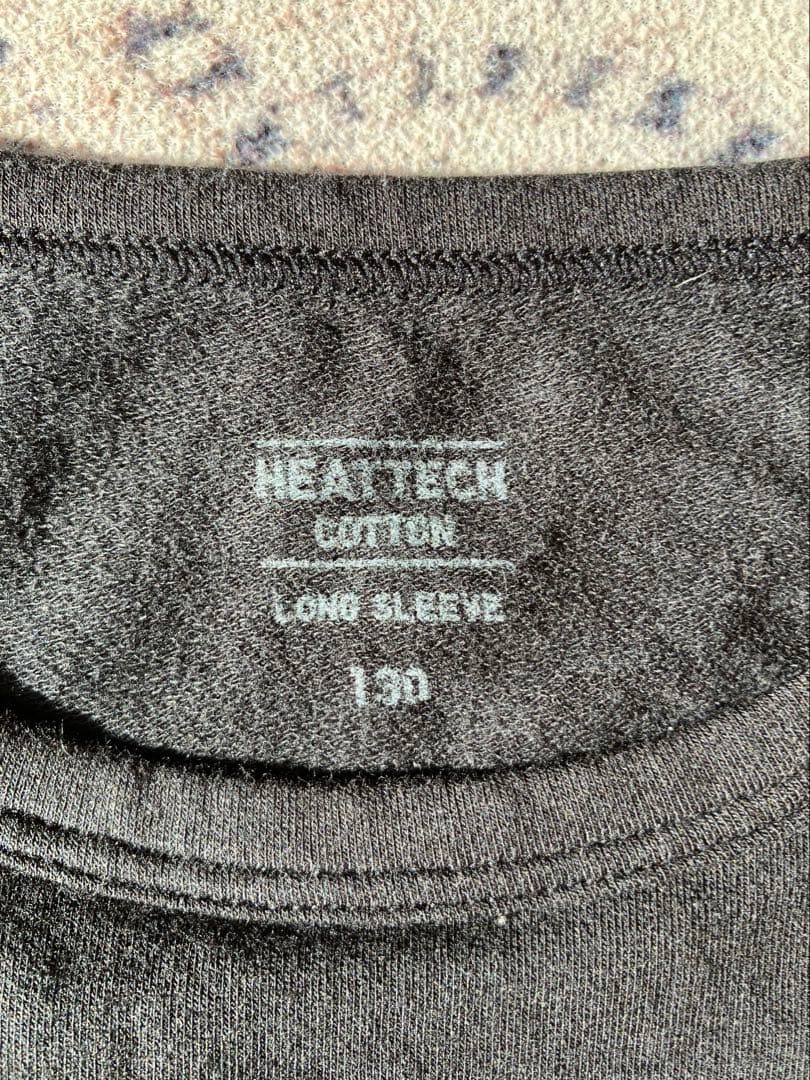 HEATTECH
COTTON
LONG SLEEVE
130